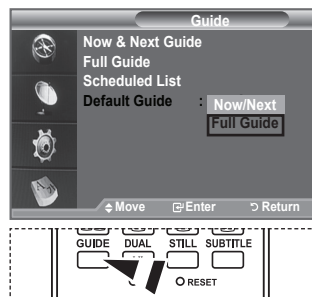 Guide
Now & Next Guide
Full Guide
Scheduled List
Default Guide : Now/Next
Full Guide
Move Enter Return
GUIDE DUAL STILL SUBTITLE
RESET